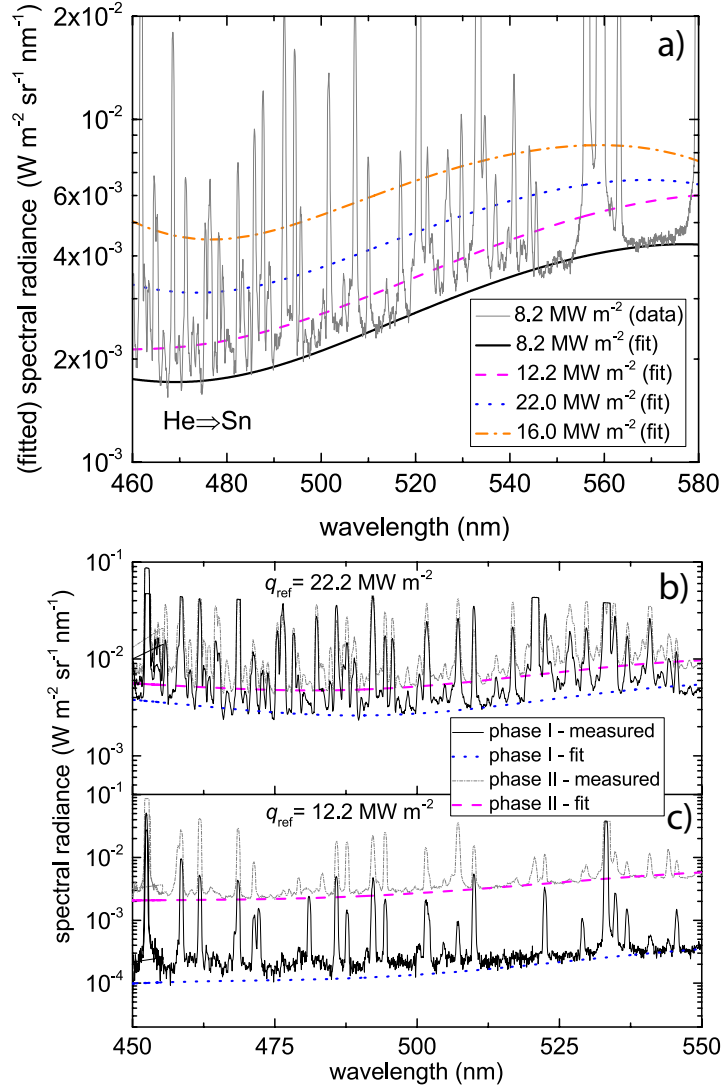 2x10⁻²
10⁻²
6x10⁻³
4x10⁻³
2x10⁻³
10⁻³
(fitted) spectral radiance (W m⁻² sr⁻¹ nm⁻¹)
a)
He⇒Sn
8.2 MW m⁻² (data)
8.2 MW m⁻² (fit)
12.2 MW m⁻² (fit)
22.0 MW m⁻² (fit)
16.0 MW m⁻² (fit)
460 480 500 520 540 560 580
wavelength (nm)
10⁻¹
10⁻²
10⁻³
q_ref = 22.2 MW m⁻²
b)
phase I - measured
phase I - fit
phase II - measured
phase II - fit
10⁻¹
10⁻²
10⁻³
10⁻⁴
q_ref = 12.2 MW m⁻²
c)
spectral radiance (W m⁻² sr⁻¹ nm⁻¹)
450 475 500 525 550
wavelength (nm)